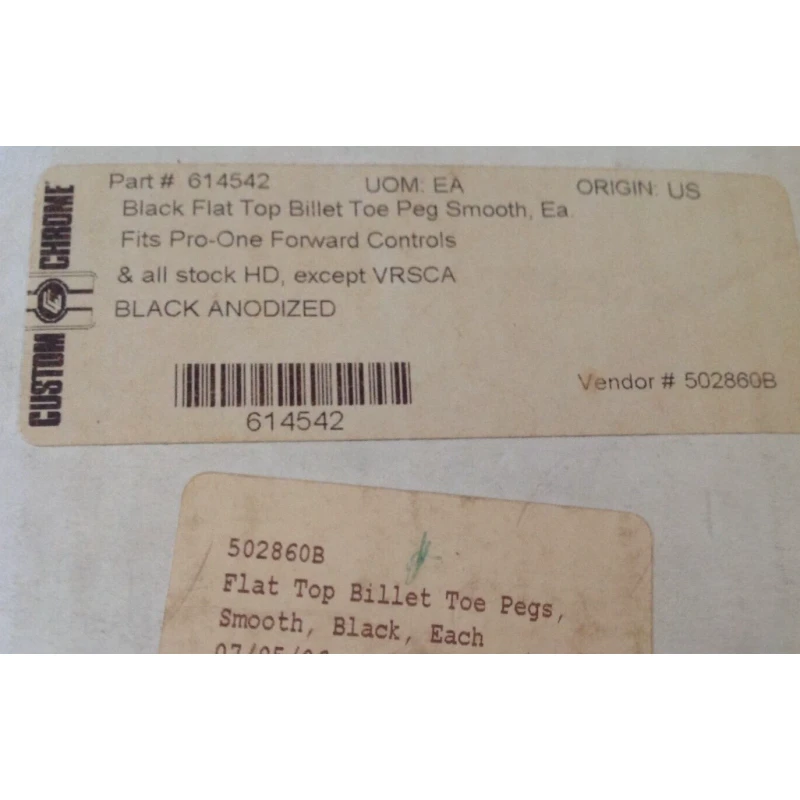 CUSTOM CHROME
Part # 614542 UOM: EA ORIGIN: US
Black Flat Top Billet Toe Peg Smooth, Ea.
Fits Pro-One Forward Controls
& all stock HD, except VRSCA
BLACK ANODIZED
Vendor # 502860B
614542
502860B
Flat Top Billet Toe Pegs,
Smooth, Black, Each